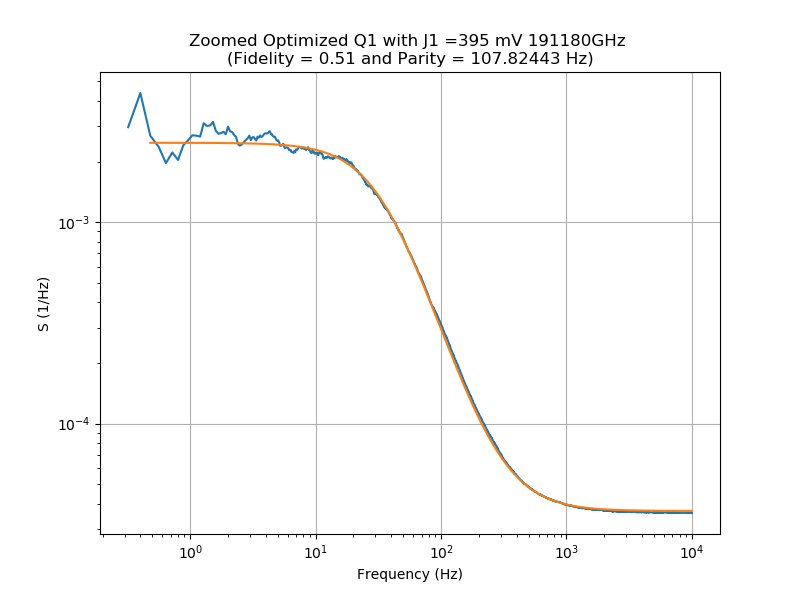 Zoomed Optimized Q1 with J1 =395 mV 191180GHz
(Fidelity = 0.51 and Parity = 107.82443 Hz)
S (1/Hz)
10⁻³
10⁻⁴
10⁰ 10¹ 10² 10³ 10⁴
Frequency (Hz)